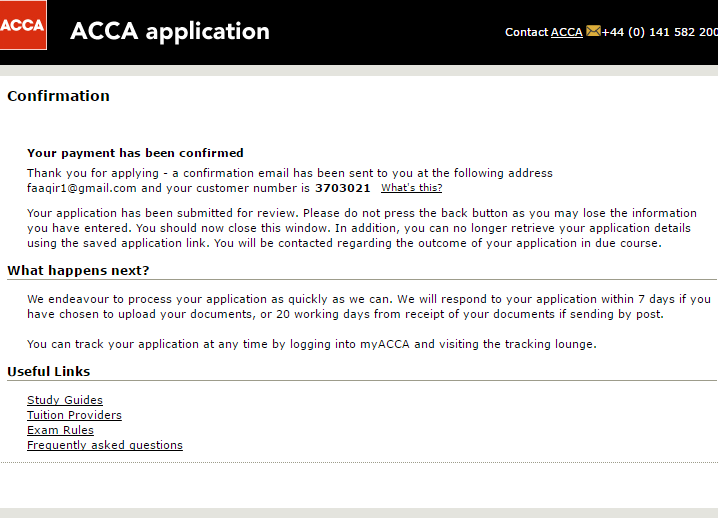 ACCA
ACCA application
Contact ACCA +44 (0) 141 582 200
Confirmation
Your payment has been confirmed
Thank you for applying - a confirmation email has been sent to you at the following address
faaqir1@gmail.com and your customer number is 3703021 What's this?
Your application has been submitted for review. Please do not press the back button as you may lose the information
you have entered. You should now close this window. In addition, you can no longer retrieve your application details
using the saved application link. You will be contacted regarding the outcome of your application in due course.
What happens next?
We endeavour to process your application as quickly as we can. We will respond to your application within 7 days if you
have chosen to upload your documents, or 20 working days from receipt of your documents if sending by post.
You can track your application at any time by logging into myACCA and visiting the tracking lounge.
Useful Links
Study Guides
Tuition Providers
Exam Rules
Frequently asked questions